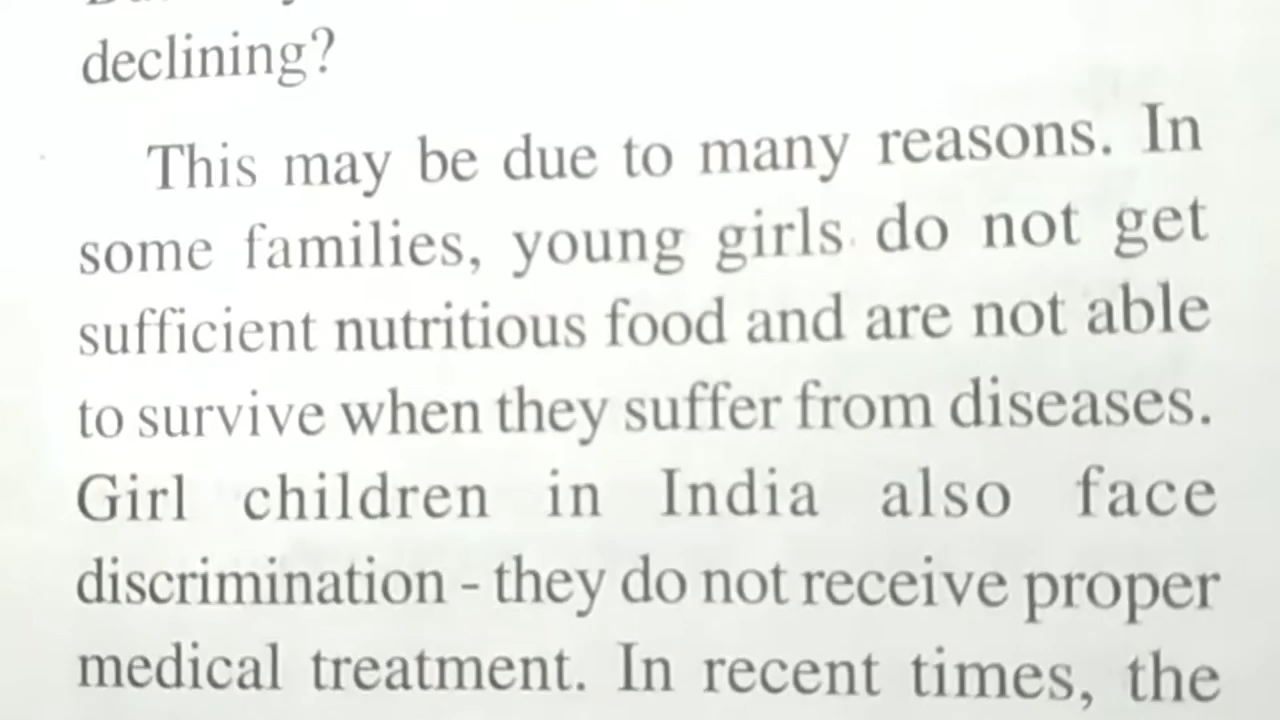 declining?
This may be due to many reasons. In
some families, young girls do not get
sufficient nutritious food and are not able
to survive when they suffer from diseases.
Girl children in India also face
discrimination - they do not receive proper
medical treatment. In recent times, the